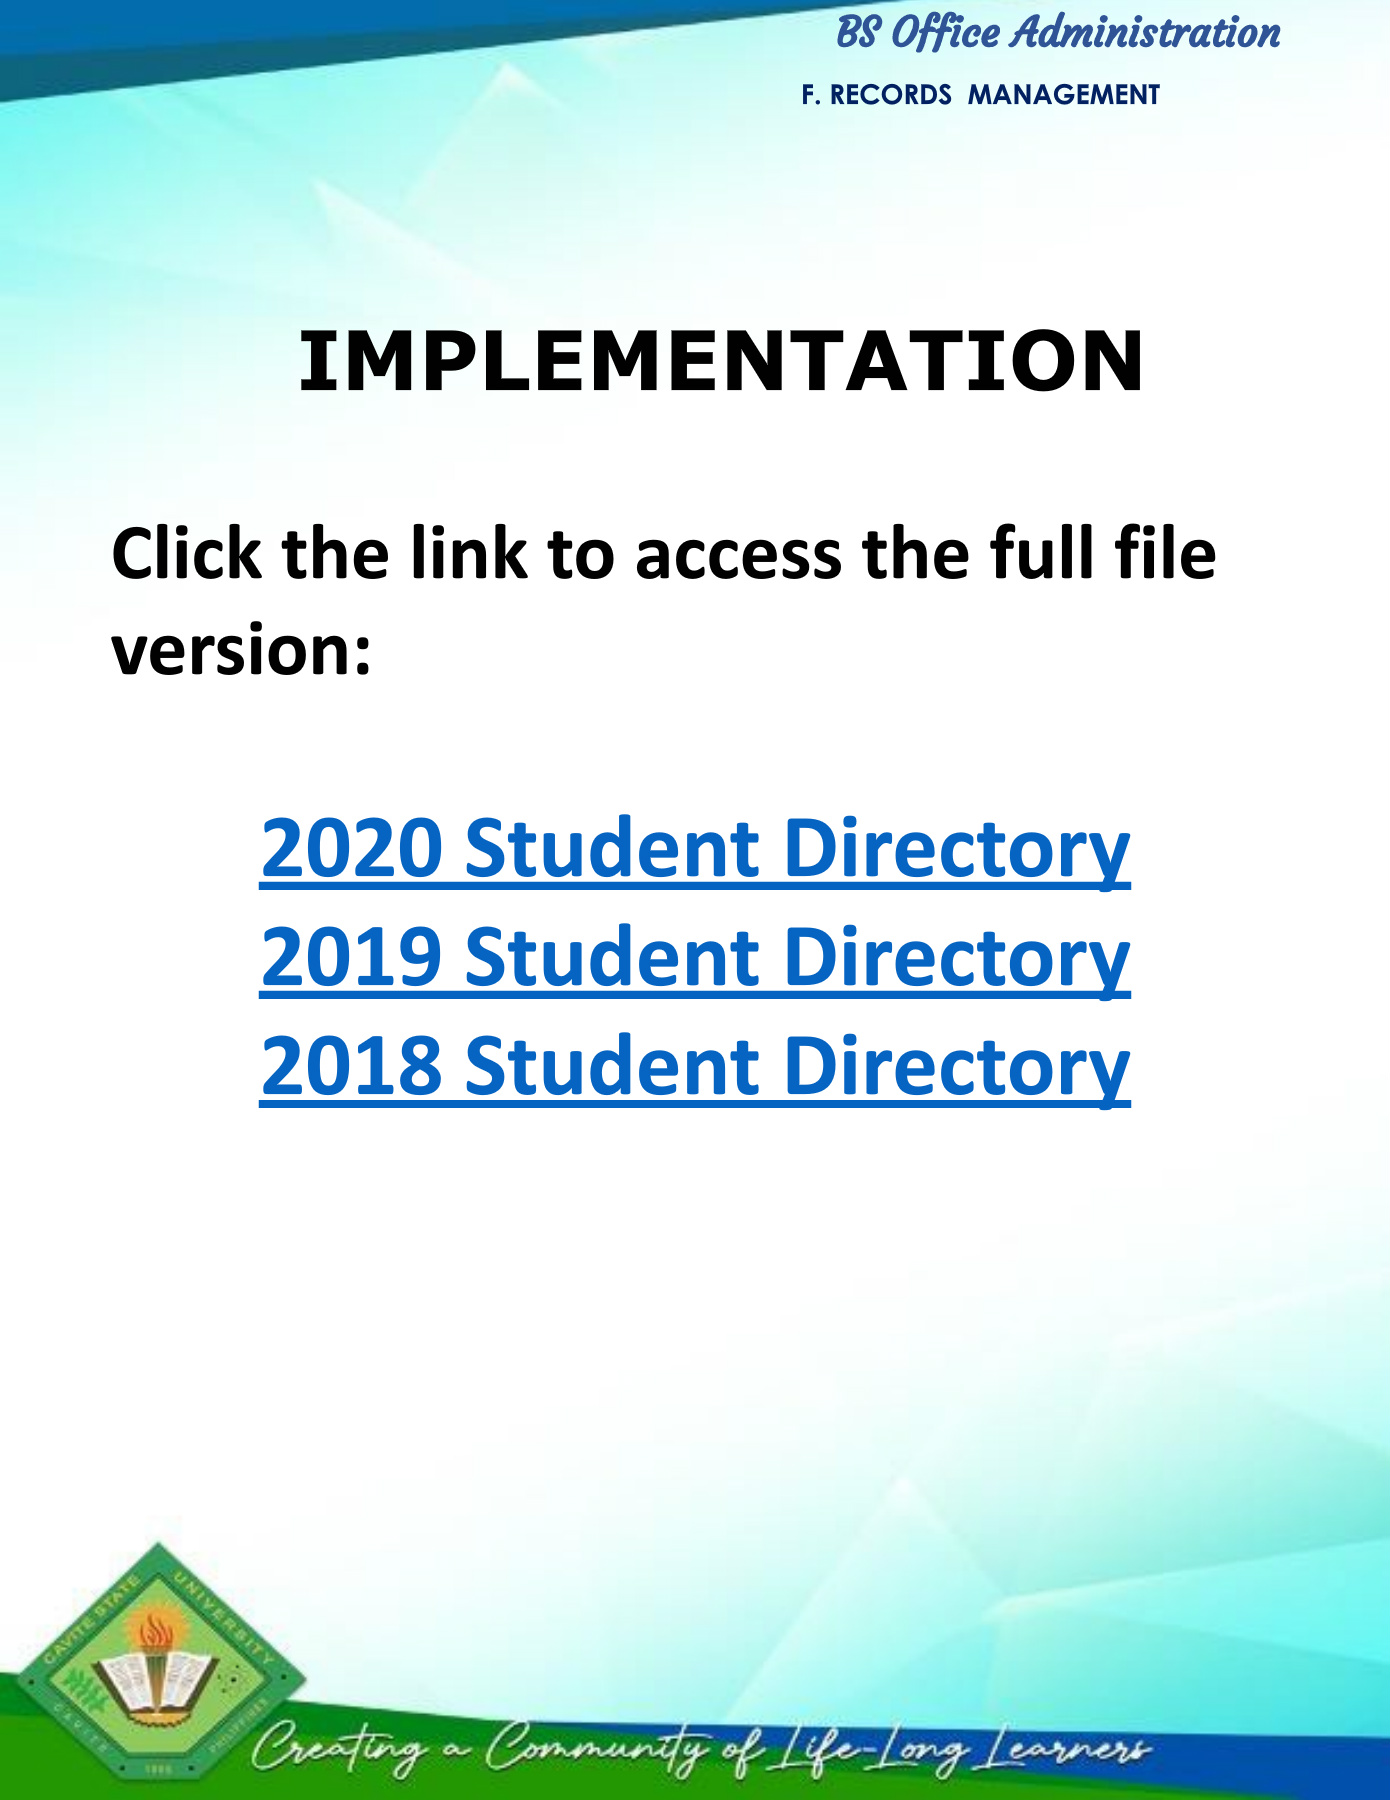 BS Office Administration
F. RECORDS MANAGEMENT
IMPLEMENTATION
Click the link to access the full file
version:
2020 Student Directory
2019 Student Directory
2018 Student Directory
CAVITE STATE UNIVERSITY
CAVITE
PHILIPPINES
1906
Creating a Community of Life-Long Learners